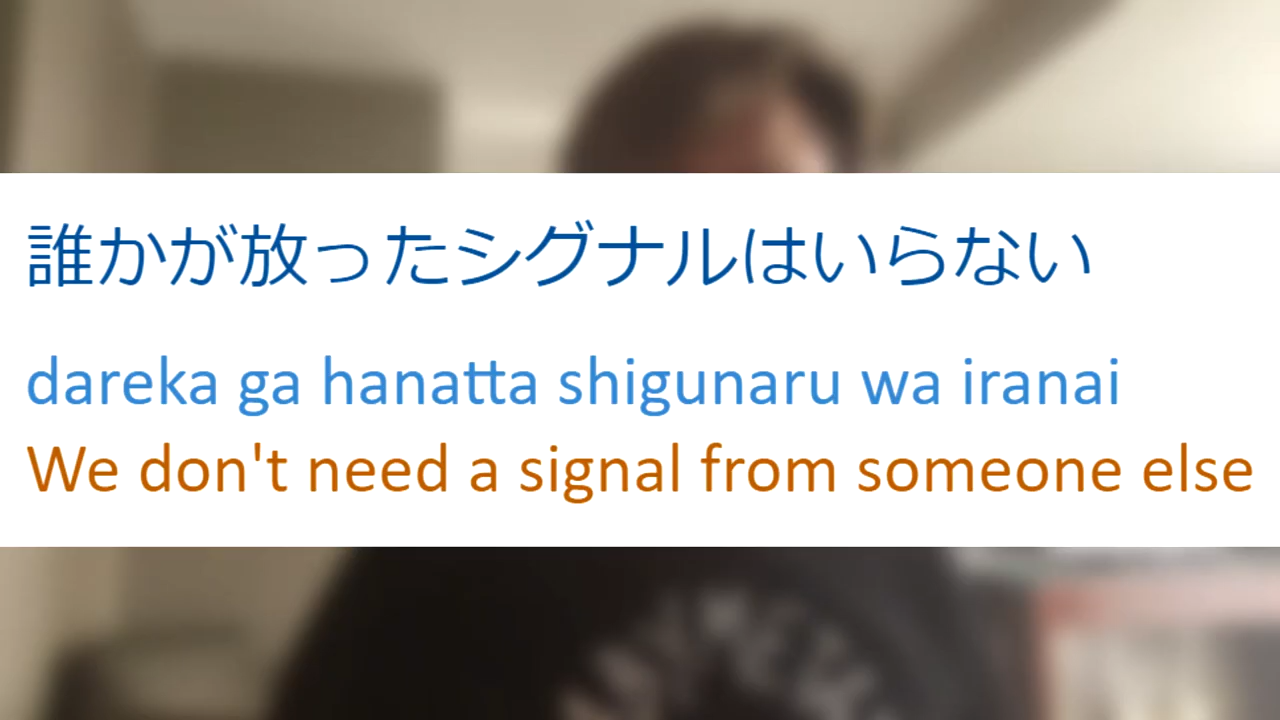 誰かが放ったシグナルはいらない
dareka ga hanatta shigunaru wa iranai
We don't need a signal from someone else